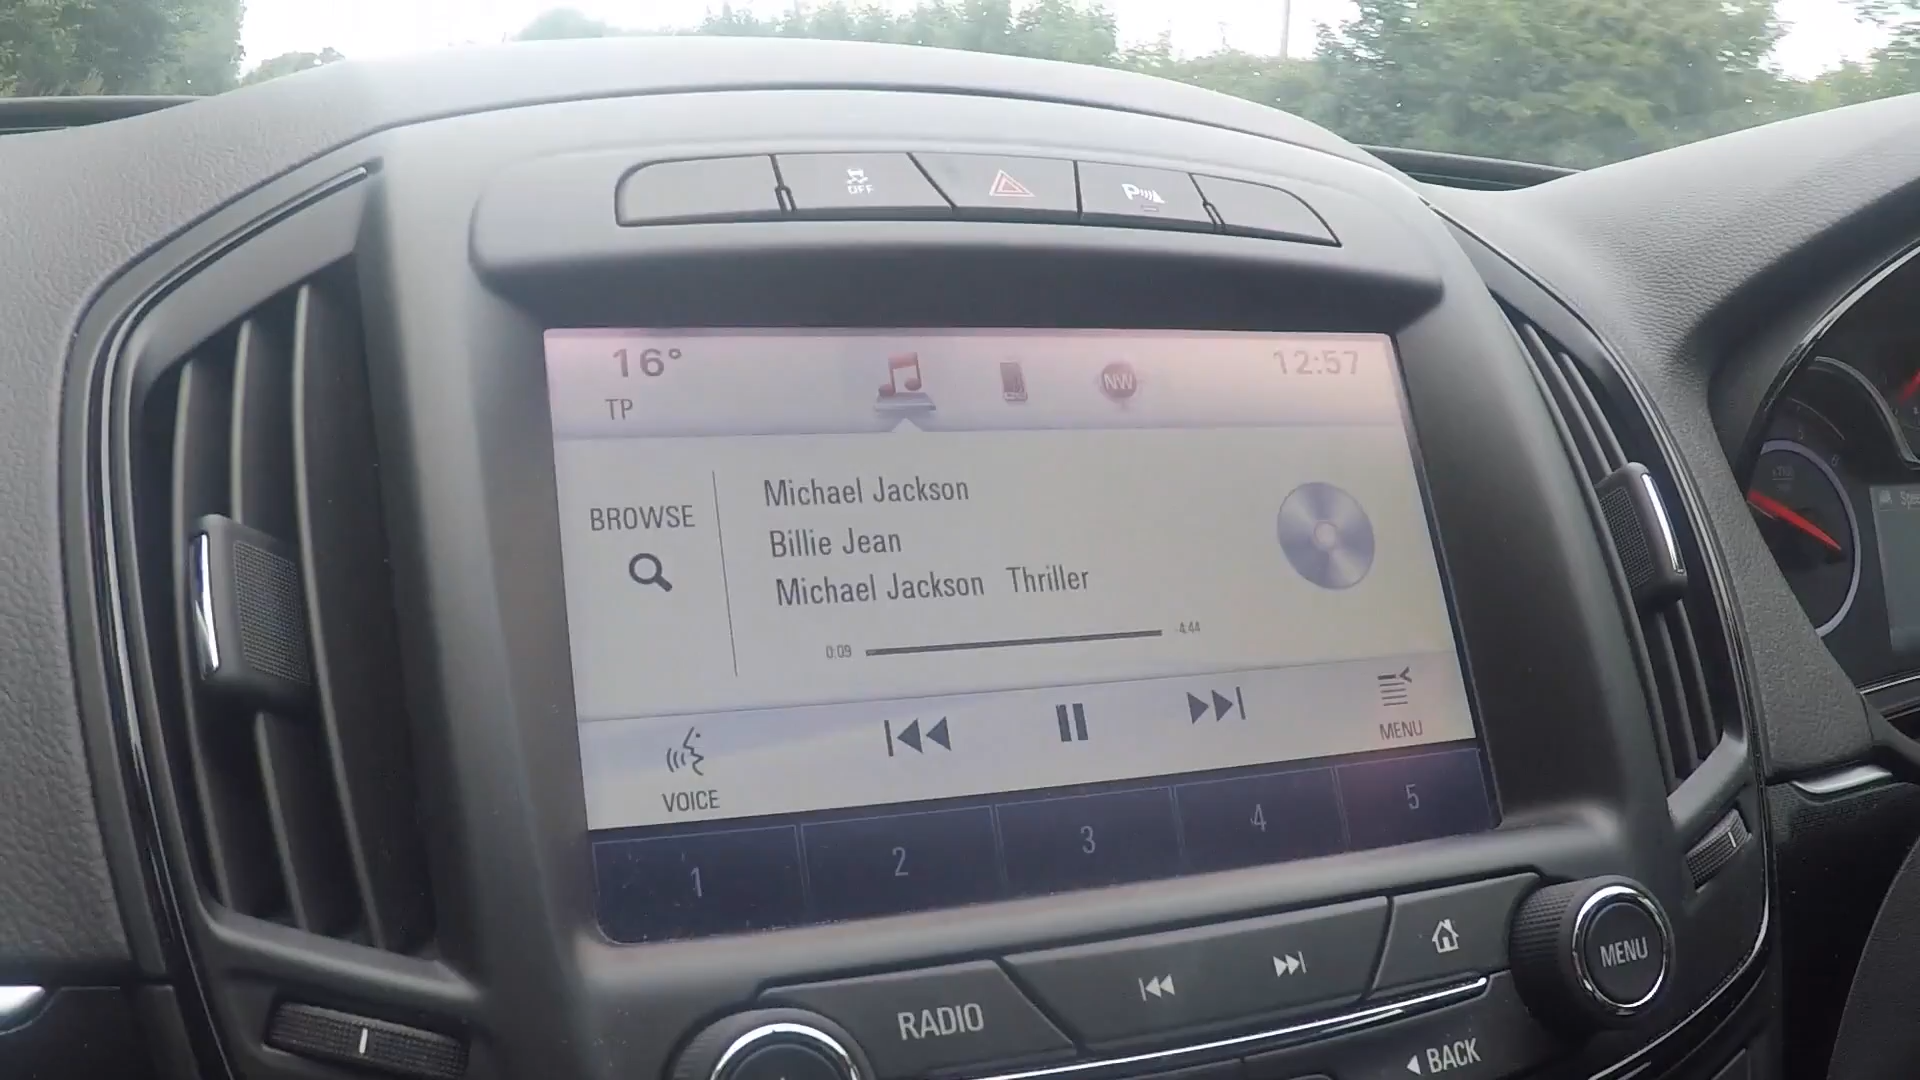 OFF
P
16° NW 12:57
TP
Michael Jackson
BROWSE
Billie Jean
Michael Jackson Thriller
0:09 -4:44
VOICE
MENU
1 2 3 4 5
RADIO
MENU
BACK